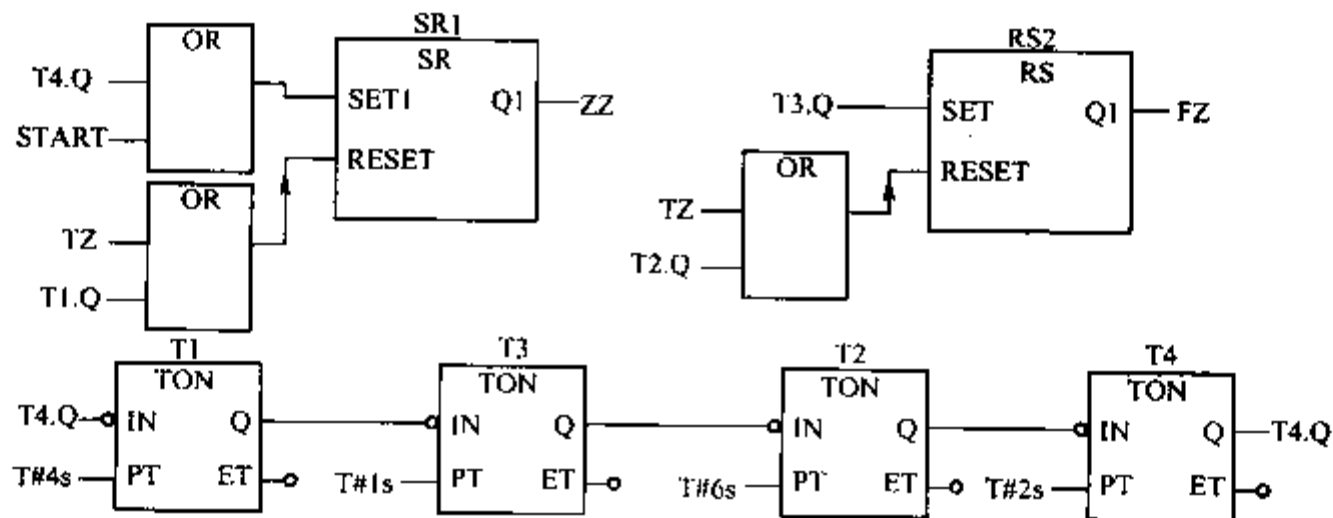 OR
SR1
SR
T4.Q
START
SET1
Q1
ZZ
RESET
OR
TZ
T1.Q
RS2
RS
T3.Q
SET
Q1
FZ
RESET
OR
TZ
T2.Q
T1
TON
T4.Q
IN
Q
T#4s
PT
ET
T3
TON
IN
Q
T#1s
PT
ET
T2
TON
IN
Q
T#6s
PT
ET
T4
TON
IN
Q
T4.Q
T#2s
PT
ET